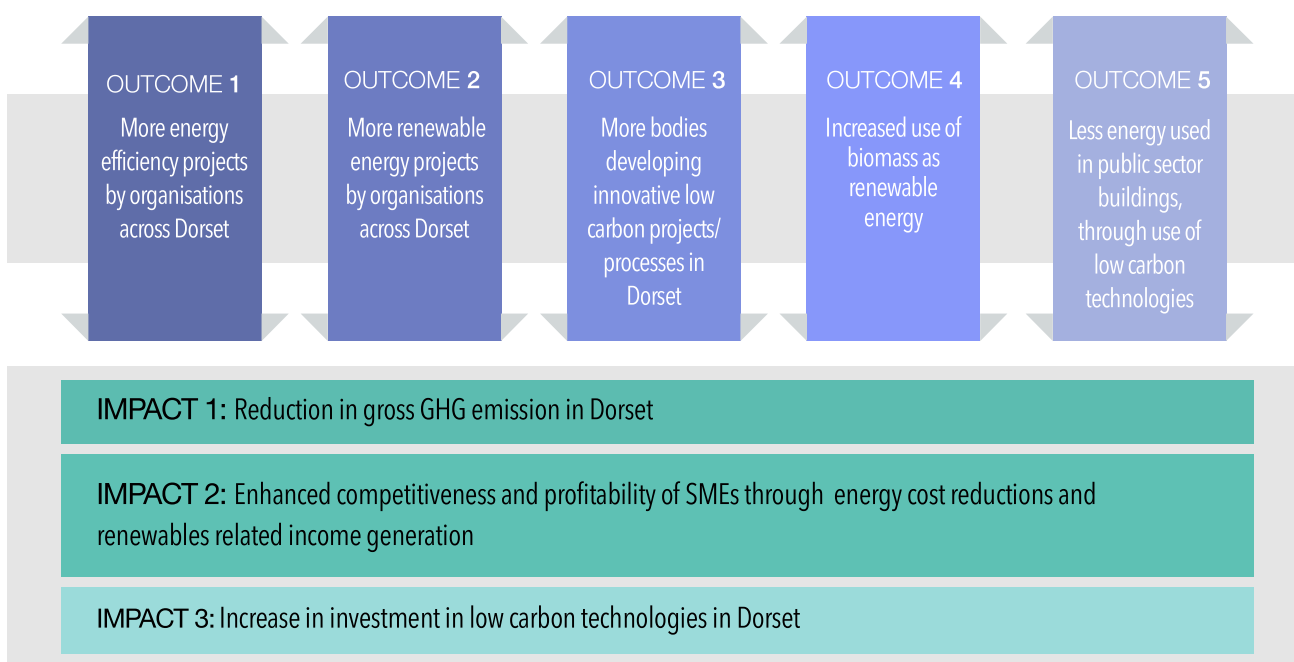 OUTCOME 1
More energy
efficiency projects
by organisations
across Dorset
OUTCOME 2
More renewable
energy projects
by organisations
across Dorset
OUTCOME 3
More bodies
developing
innovative low
carbon projects/
processes in
Dorset
OUTCOME 4
Increased use of
biomass as
renewable
energy
OUTCOME 5
Less energy used
in public sector
buildings,
through use of
low carbon
technologies
IMPACT 1: Reduction in gross GHG emission in Dorset
IMPACT 2: Enhanced competitiveness and profitability of SMEs through energy cost reductions and
renewables related income generation
IMPACT 3: Increase in investment in low carbon technologies in Dorset